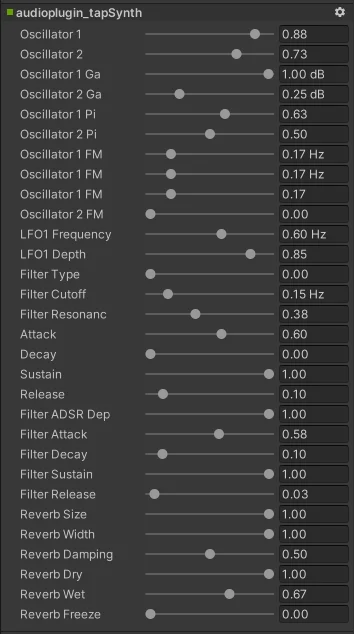 audioplugin_tapSynth
Oscillator 1 0.88
Oscillator 2 0.73
Oscillator 1 Ga 1.00 dB
Oscillator 2 Ga 0.25 dB
Oscillator 1 Pi 0.63
Oscillator 2 Pi 0.50
Oscillator 1 FM 0.17 Hz
Oscillator 1 FM 0.17 Hz
Oscillator 1 FM 0.17
Oscillator 2 FM 0.00
LFO1 Frequency 0.60 Hz
LFO1 Depth 0.85
Filter Type 0.00
Filter Cutoff 0.15 Hz
Filter Resonanc 0.38
Attack 0.60
Decay 0.00
Sustain 1.00
Release 0.10
Filter ADSR Dep 1.00
Filter Attack 0.58
Filter Decay 0.10
Filter Sustain 1.00
Filter Release 0.03
Reverb Size 1.00
Reverb Width 1.00
Reverb Damping 0.50
Reverb Dry 1.00
Reverb Wet 0.67
Reverb Freeze 0.00